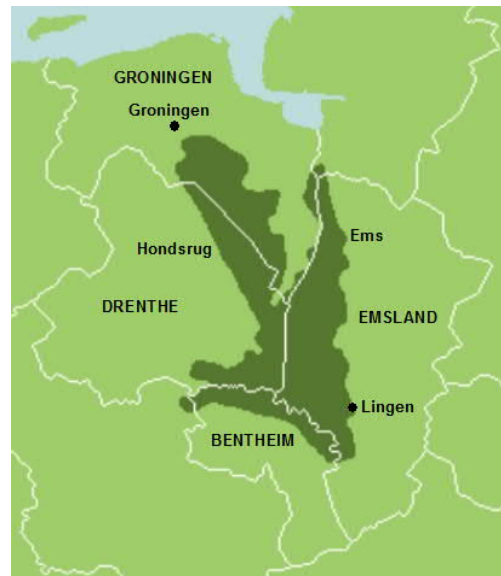 GRONINGEN
Groningen
Hondsrug
Ems
DRENTHE
EMSLAND
Lingen
BENTHEIM